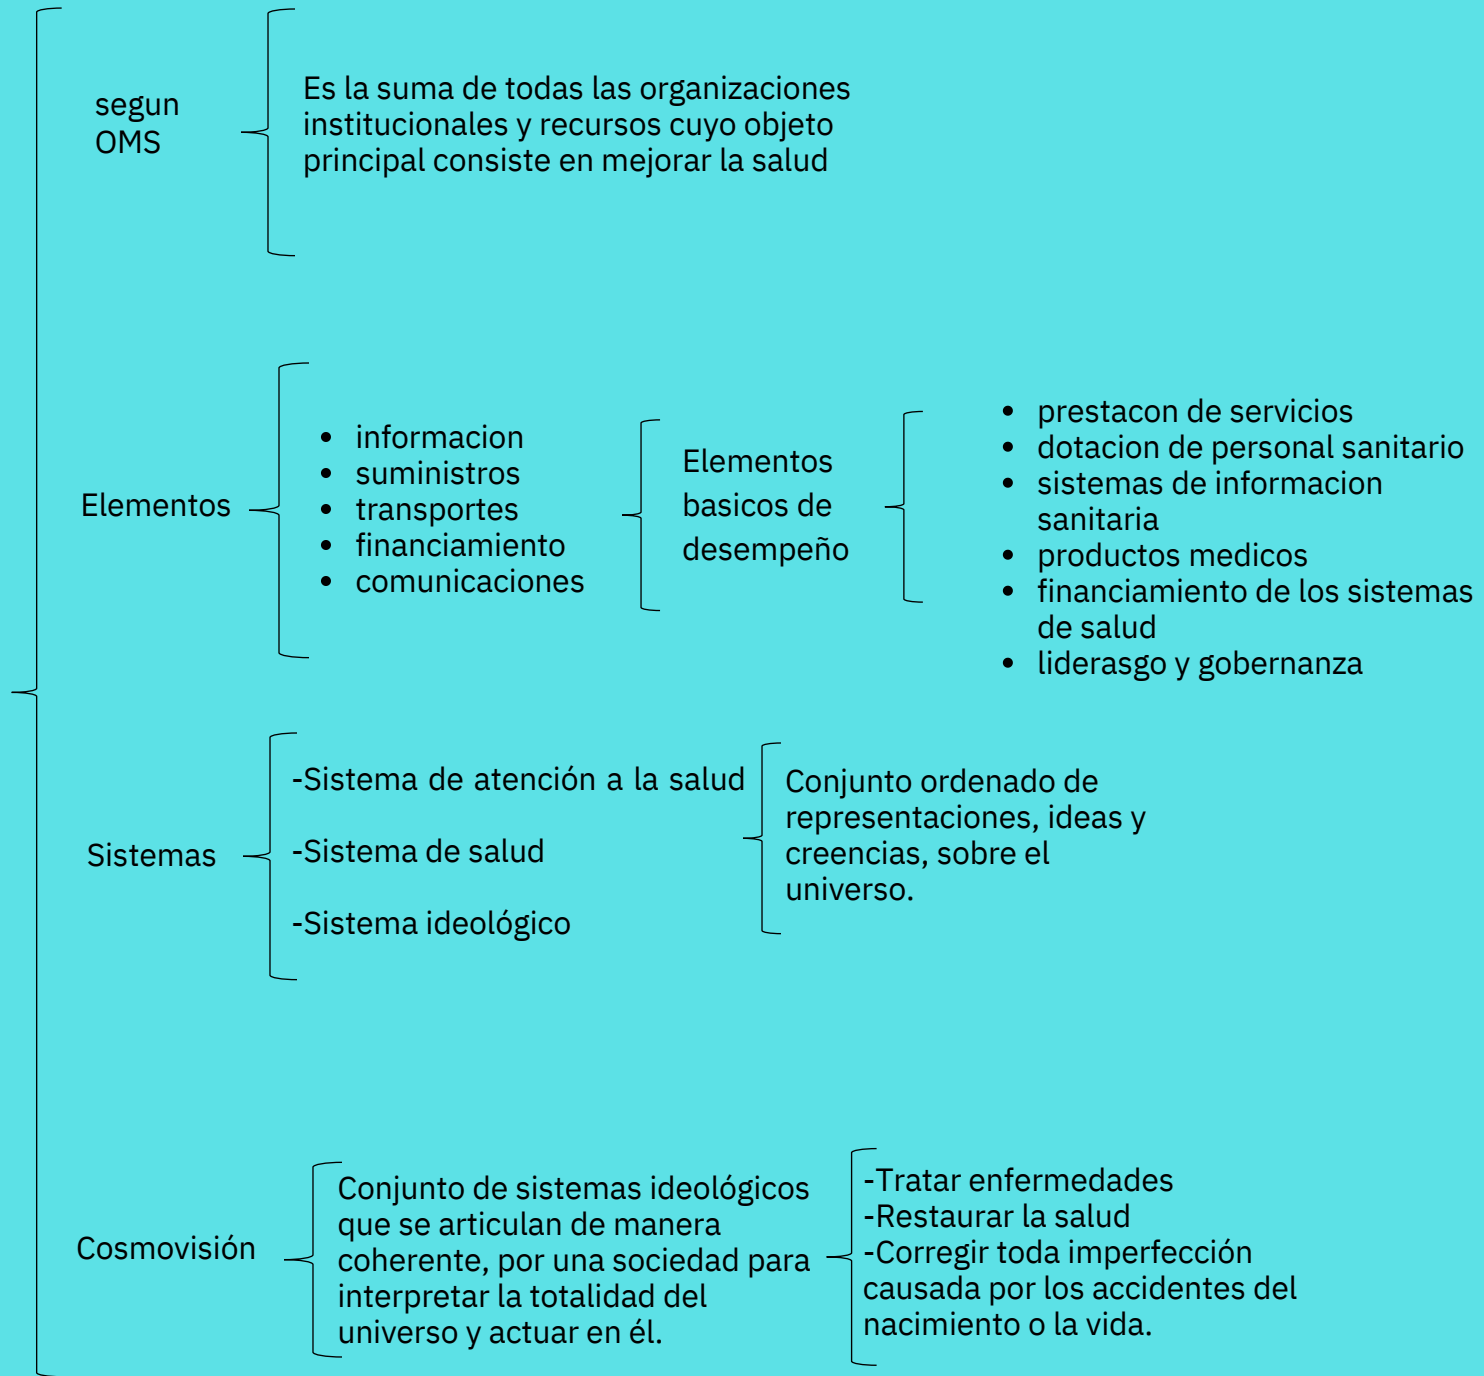 segun
OMS
Es la suma de todas las organizaciones
institucionales y recursos cuyo objeto
principal consiste en mejorar la salud
Elementos
• informacion
• suministros
• transportes
• financiamiento
• comunicaciones
Elementos
basicos de
desempeño
• prestacon de servicios
• dotacion de personal sanitario
• sistemas de informacion
sanitaria
• productos medicos
• financiamiento de los sistemas
de salud
• liderasgo y gobernanza
Sistemas
-Sistema de atención a la salud
-Sistema de salud
-Sistema ideológico
Conjunto ordenado de
representaciones, ideas y
creencias, sobre el
universo.
Cosmovisión
Conjunto de sistemas ideológicos
que se articulan de manera
coherente, por una sociedad para
interpretar la totalidad del
universo y actuar en él.
-Tratar enfermedades
-Restaurar la salud
-Corregir toda imperfección
causada por los accidentes del
nacimiento o la vida.